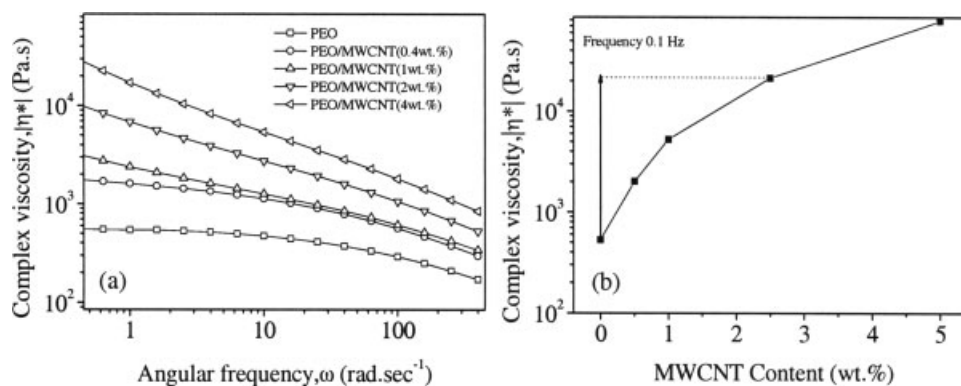 Complex viscosity,|η*| (Pa.s)
10⁴
10³
10²
PEO
PEO/MWCNT(0.4wt.%)
PEO/MWCNT(1wt.%)
PEO/MWCNT(2wt.%)
PEO/MWCNT(4wt.%)
(a)
1 10 100
Angular frequency,ω (rad.sec⁻¹)
Complex viscosity,|η*| (Pa.s)
10⁴
10³
10²
Frequency 0.1 Hz
(b)
0 1 2 3 4 5
MWCNT Content (wt.%)